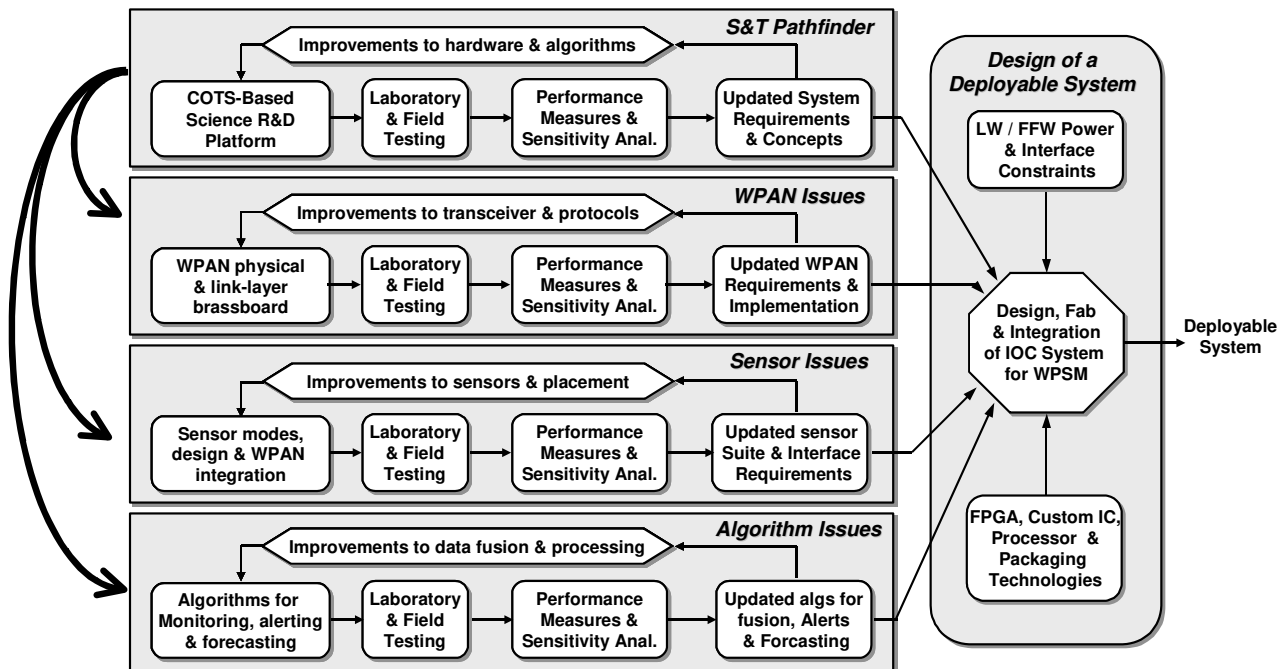 S&T Pathfinder
Improvements to hardware & algorithms
COTS-Based
Science R&D
Platform
Laboratory
& Field
Testing
Performance
Measures &
Sensitivity Anal.
Updated System
Requirements
& Concepts
WPAN Issues
Improvements to transceiver & protocols
WPAN physical
& link-layer
brassboard
Laboratory
& Field
Testing
Performance
Measures &
Sensitivity Anal.
Updated WPAN
Requirements &
Implementation
Sensor Issues
Improvements to sensors & placement
Sensor modes,
design & WPAN
integration
Laboratory
& Field
Testing
Performance
Measures &
Sensitivity Anal.
Updated sensor
Suite & Interface
Requirements
Algorithm Issues
Improvements to data fusion & processing
Algorithms for
Monitoring, alerting
& forecasting
Laboratory
& Field
Testing
Performance
Measures &
Sensitivity Anal.
Updated algs for
fusion, Alerts
& Forcasting
Design of a
Deployable System
LW / FFW Power
& Interface
Constraints
Design, Fab
& Integration
of IOC System
for WPSM
FPGA, Custom IC,
Processor &
Packaging
Technologies
Deployable
System